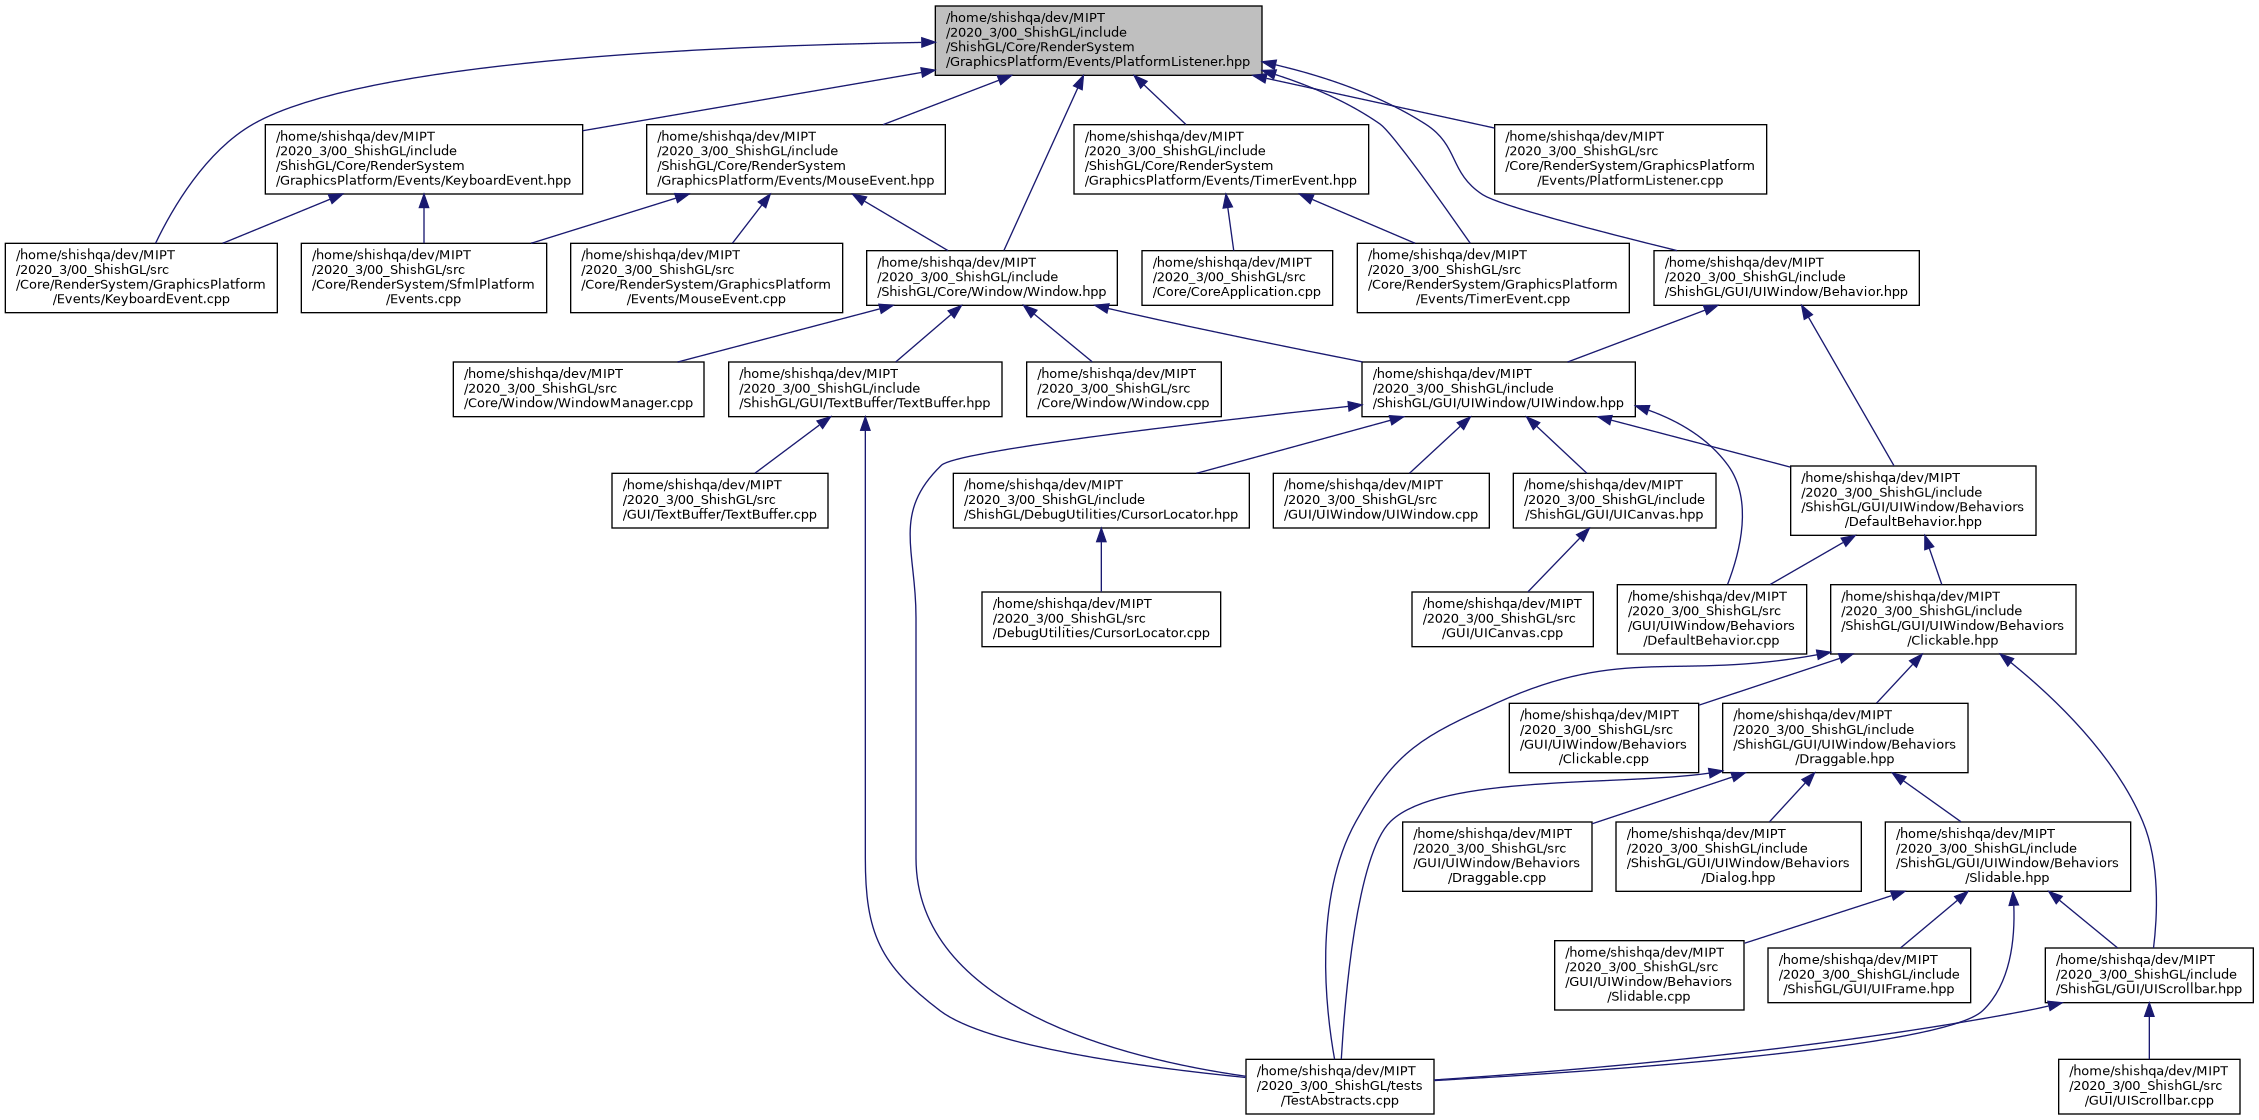 /home/shishqa/dev/MIPT
/2020_3/00_ShishGL/include
/ShishGL/Core/RenderSystem
/GraphicsPlatform/Events/PlatformListener.hpp
/home/shishqa/dev/MIPT
/2020_3/00_ShishGL/include
/ShishGL/Core/RenderSystem
/GraphicsPlatform/Events/KeyboardEvent.hpp
/home/shishqa/dev/MIPT
/2020_3/00_ShishGL/include
/ShishGL/Core/RenderSystem
/GraphicsPlatform/Events/MouseEvent.hpp
/home/shishqa/dev/MIPT
/2020_3/00_ShishGL/include
/ShishGL/Core/RenderSystem
/GraphicsPlatform/Events/TimerEvent.hpp
/home/shishqa/dev/MIPT
/2020_3/00_ShishGL/src
/Core/RenderSystem/GraphicsPlatform
/Events/PlatformListener.cpp
/home/shishqa/dev/MIPT
/2020_3/00_ShishGL/src
/Core/RenderSystem/GraphicsPlatform
/Events/KeyboardEvent.cpp
/home/shishqa/dev/MIPT
/2020_3/00_ShishGL/src
/Core/RenderSystem/SfmlPlatform
/Events.cpp
/home/shishqa/dev/MIPT
/2020_3/00_ShishGL/src
/Core/RenderSystem/GraphicsPlatform
/Events/MouseEvent.cpp
/home/shishqa/dev/MIPT
/2020_3/00_ShishGL/include
/ShishGL/Core/Window/Window.hpp
/home/shishqa/dev/MIPT
/2020_3/00_ShishGL/src
/Core/CoreApplication.cpp
/home/shishqa/dev/MIPT
/2020_3/00_ShishGL/src
/Core/RenderSystem/GraphicsPlatform
/Events/TimerEvent.cpp
/home/shishqa/dev/MIPT
/2020_3/00_ShishGL/include
/ShishGL/GUI/UIWindow/Behavior.hpp
/home/shishqa/dev/MIPT
/2020_3/00_ShishGL/src
/Core/Window/WindowManager.cpp
/home/shishqa/dev/MIPT
/2020_3/00_ShishGL/include
/ShishGL/GUI/TextBuffer/TextBuffer.hpp
/home/shishqa/dev/MIPT
/2020_3/00_ShishGL/src
/Core/Window/Window.cpp
/home/shishqa/dev/MIPT
/2020_3/00_ShishGL/include
/ShishGL/GUI/UIWindow/UIWindow.hpp
/home/shishqa/dev/MIPT
/2020_3/00_ShishGL/src
/GUI/TextBuffer/TextBuffer.cpp
/home/shishqa/dev/MIPT
/2020_3/00_ShishGL/include
/ShishGL/DebugUtilities/CursorLocator.hpp
/home/shishqa/dev/MIPT
/2020_3/00_ShishGL/src
/GUI/UIWindow/UIWindow.cpp
/home/shishqa/dev/MIPT
/2020_3/00_ShishGL/include
/ShishGL/GUI/UICanvas.hpp
/home/shishqa/dev/MIPT
/2020_3/00_ShishGL/include
/ShishGL/GUI/UIWindow/Behaviors
/DefaultBehavior.hpp
/home/shishqa/dev/MIPT
/2020_3/00_ShishGL/src
/DebugUtilities/CursorLocator.cpp
/home/shishqa/dev/MIPT
/2020_3/00_ShishGL/src
/GUI/UICanvas.cpp
/home/shishqa/dev/MIPT
/2020_3/00_ShishGL/src
/GUI/UIWindow/Behaviors
/DefaultBehavior.cpp
/home/shishqa/dev/MIPT
/2020_3/00_ShishGL/include
/ShishGL/GUI/UIWindow/Behaviors
/Clickable.hpp
/home/shishqa/dev/MIPT
/2020_3/00_ShishGL/src
/GUI/UIWindow/Behaviors
/Clickable.cpp
/home/shishqa/dev/MIPT
/2020_3/00_ShishGL/include
/ShishGL/GUI/UIWindow/Behaviors
/Draggable.hpp
/home/shishqa/dev/MIPT
/2020_3/00_ShishGL/src
/GUI/UIWindow/Behaviors
/Draggable.cpp
/home/shishqa/dev/MIPT
/2020_3/00_ShishGL/include
/ShishGL/GUI/UIWindow/Behaviors
/Dialog.hpp
/home/shishqa/dev/MIPT
/2020_3/00_ShishGL/include
/ShishGL/GUI/UIWindow/Behaviors
/Slidable.hpp
/home/shishqa/dev/MIPT
/2020_3/00_ShishGL/src
/GUI/UIWindow/Behaviors
/Slidable.cpp
/home/shishqa/dev/MIPT
/2020_3/00_ShishGL/include
/ShishGL/GUI/UIFrame.hpp
/home/shishqa/dev/MIPT
/2020_3/00_ShishGL/include
/ShishGL/GUI/UIScrollbar.hpp
/home/shishqa/dev/MIPT
/2020_3/00_ShishGL/tests
/TestAbstracts.cpp
/home/shishqa/dev/MIPT
/2020_3/00_ShishGL/src
/GUI/UIScrollbar.cpp